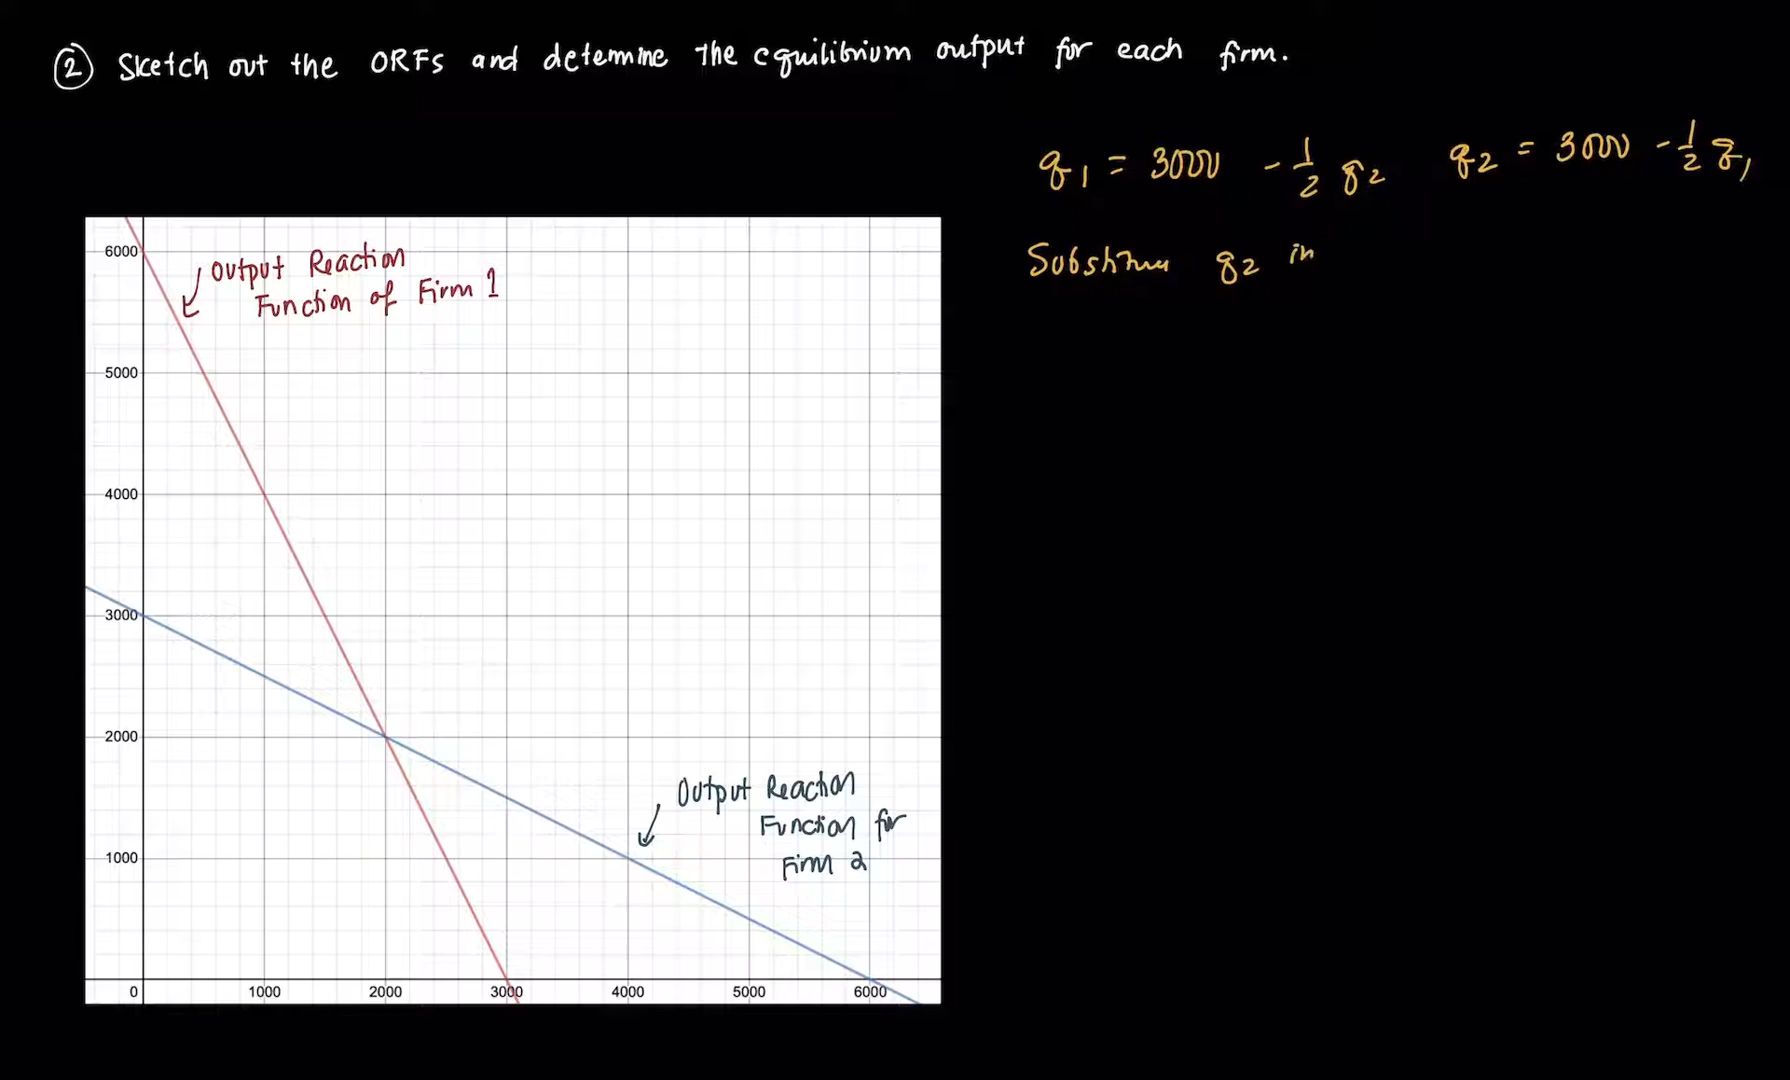 ② Sketch out the ORFs and determine the equilibrium output for each firm.
q₁ = 3000 - 1/2 q₂ q₂ = 3000 - 1/2 q₁
Substitute q₂ in
Output Reaction
Function of Firm 1
6000
5000
4000
3000
2000
1000
Output Reaction
Function for
Firm 2
0 1000 2000 3000 4000 5000 6000